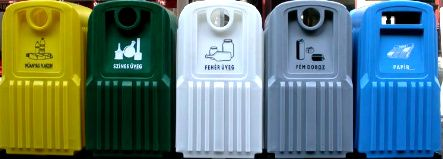 MŰANYAG FLAKON
SZÍNES ÜVEG
FEHÉR ÜVEG
FÉM DOBOZ
PAPÍR